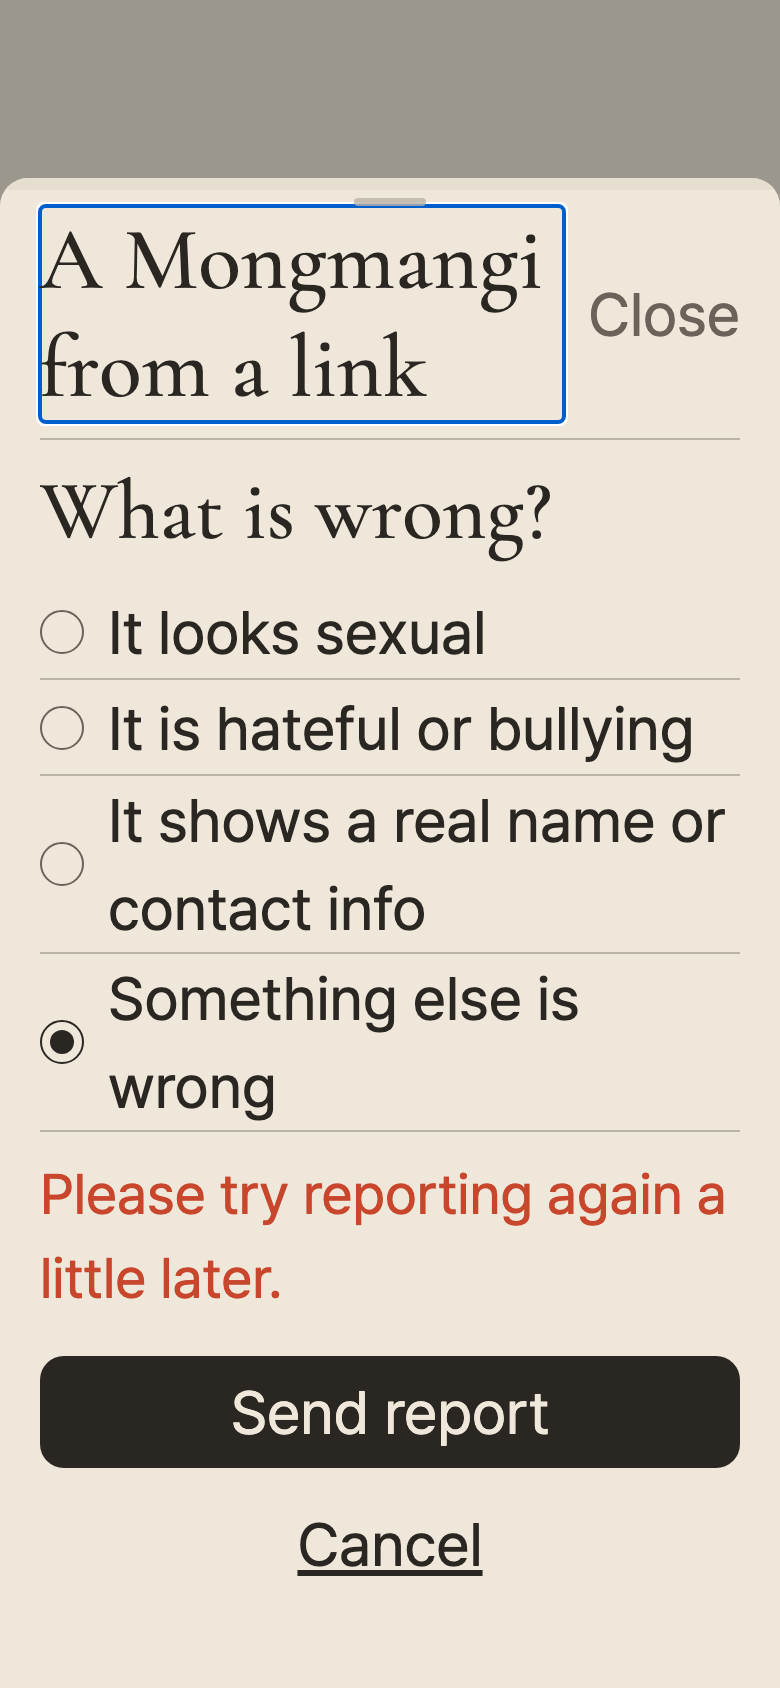 A Mongmangi
from a link
Close
What is wrong?
It looks sexual
It is hateful or bullying
It shows a real name or
contact info
Something else is
wrong
Please try reporting again a
little later.
Send report
Cancel